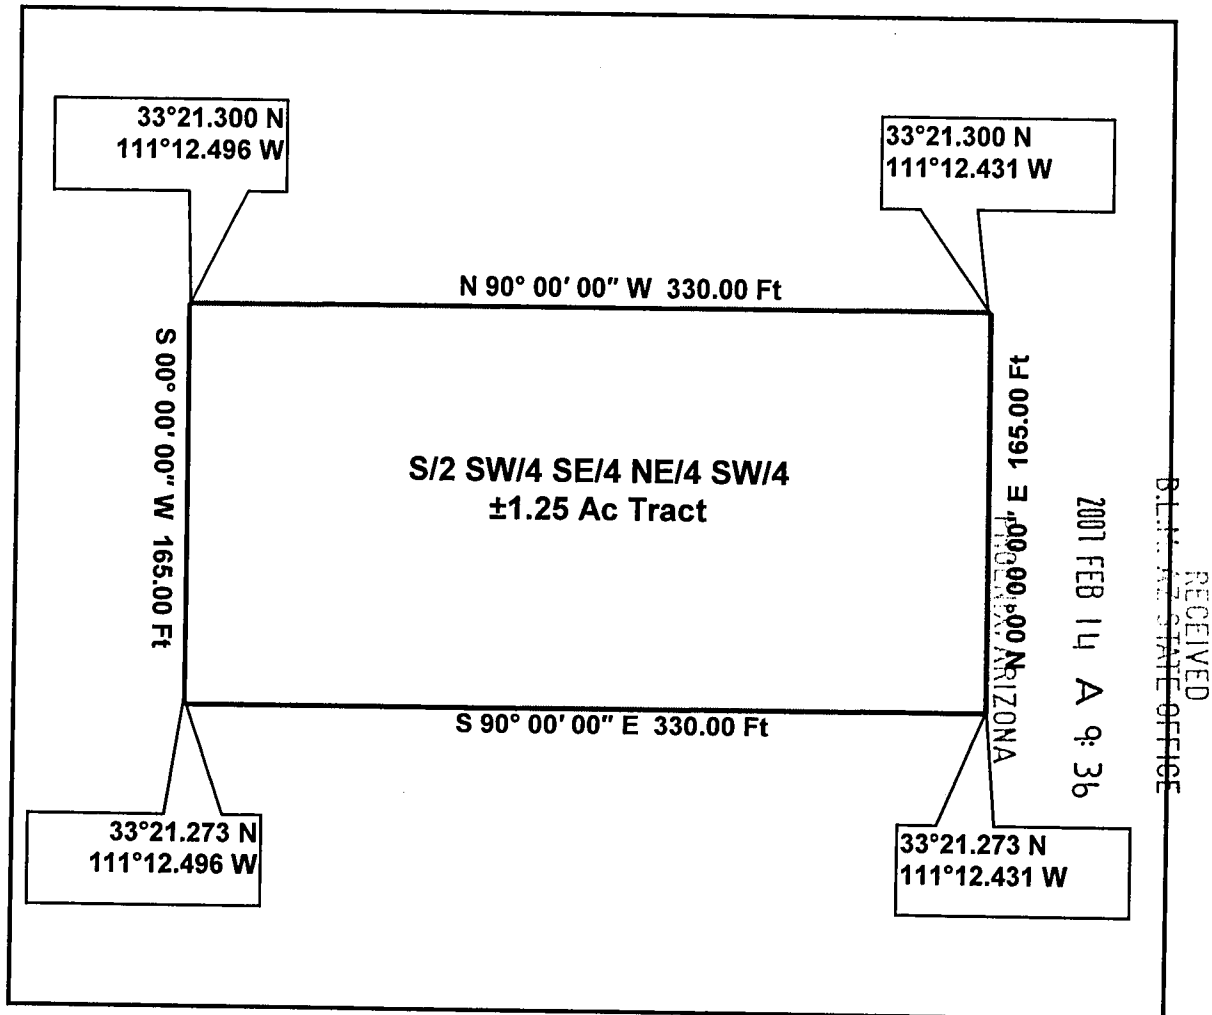 33°21.300 N
111°12.496 W
33°21.300 N
111°12.431 W
N 90° 00' 00" W 330.00 Ft
S 00° 00' 00" W 165.00 Ft
S/2 SW/4 SE/4 NE/4 SW/4
±1.25 Ac Tract
N 00° 00' 00" E 165.00 Ft
S 90° 00' 00" E 330.00 Ft
33°21.273 N
111°12.496 W
33°21.273 N
111°12.431 W
RECEIVED
B.L.M. AZ STATE OFFICE
2007 FEB 14 A 9:36
PHOENIX, ARIZONA